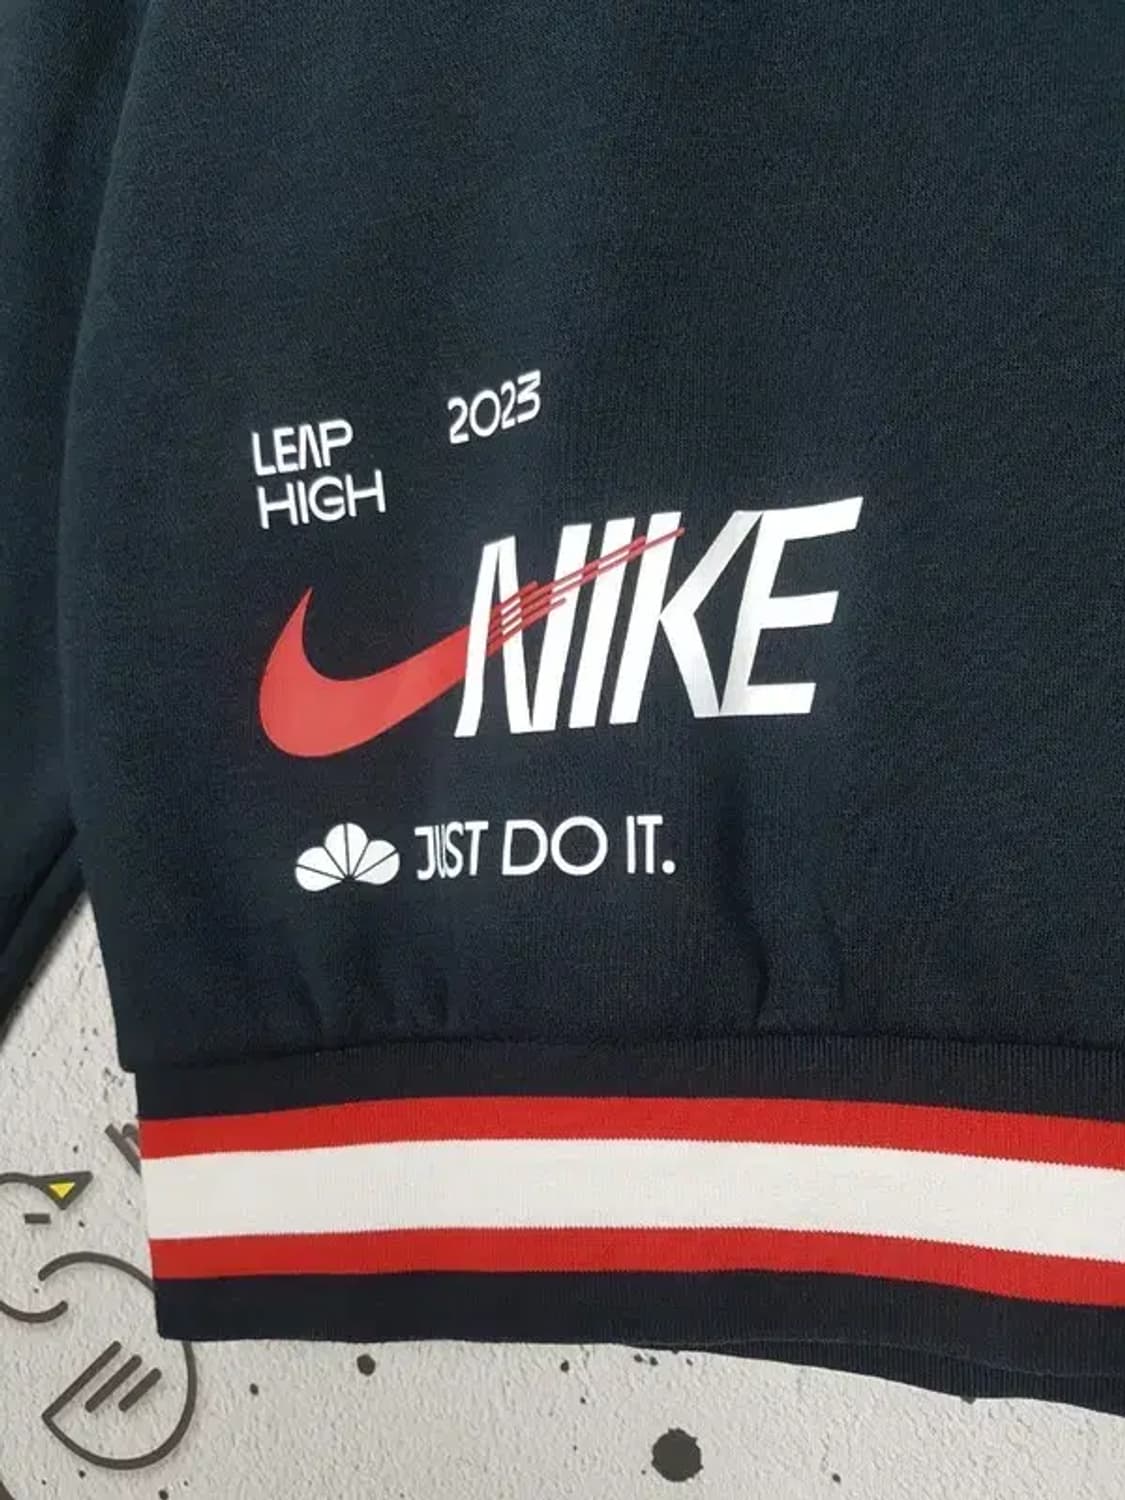 LEAP
HIGH
2023
NIKE
JUST DO IT.